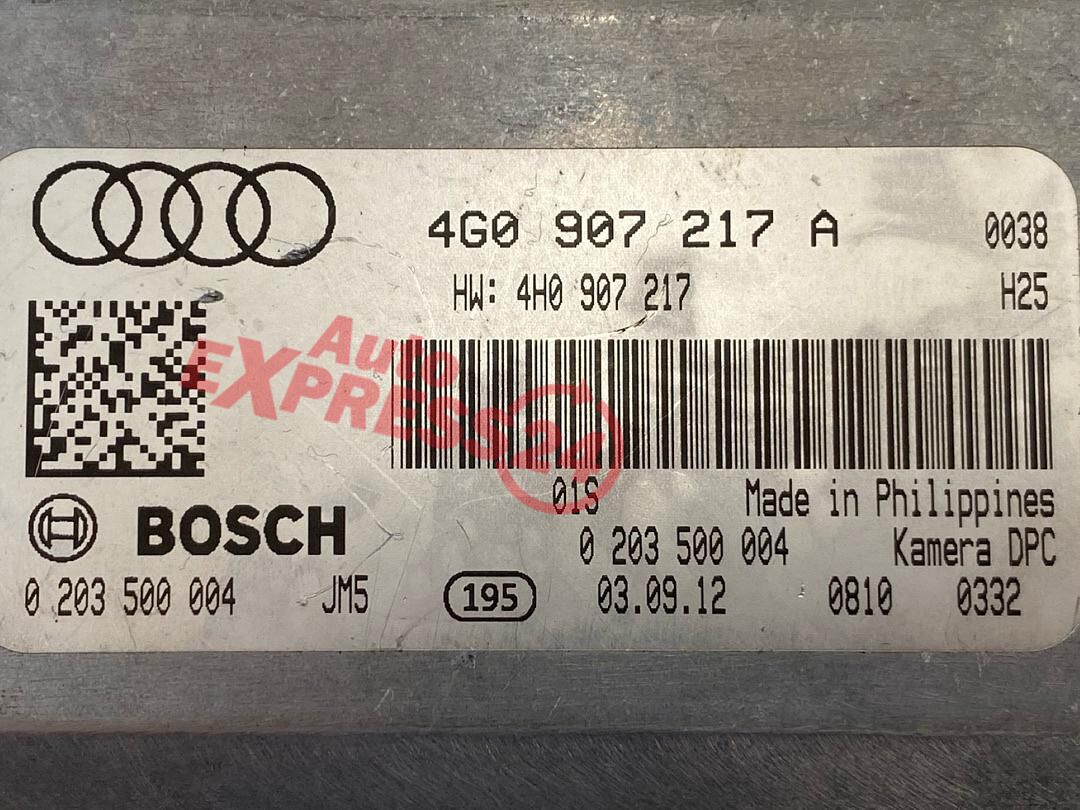 4G0 907 217 A 0038
HW: 4H0 907 217 H25
Auto
EXPRESS24
01S Made in Philippines
BOSCH 0 203 500 004 Kamera DPC
0 203 500 004 JM5 195 03.09.12 0810 0332